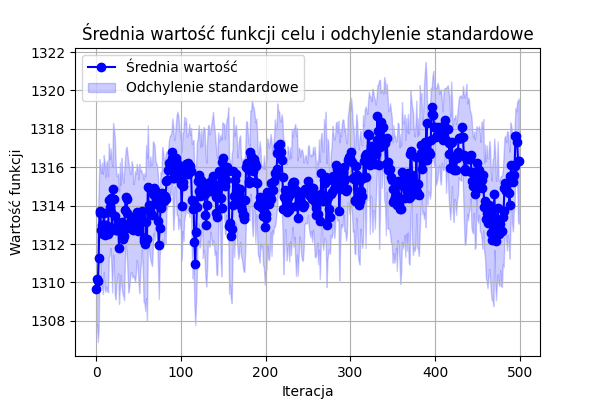 Średnia wartość funkcji celu i odchylenie standardowe
Średnia wartość
Odchylenie standardowe
Wartość funkcji
1322
1320
1318
1316
1314
1312
1310
1308
0 100 200 300 400 500
Iteracja